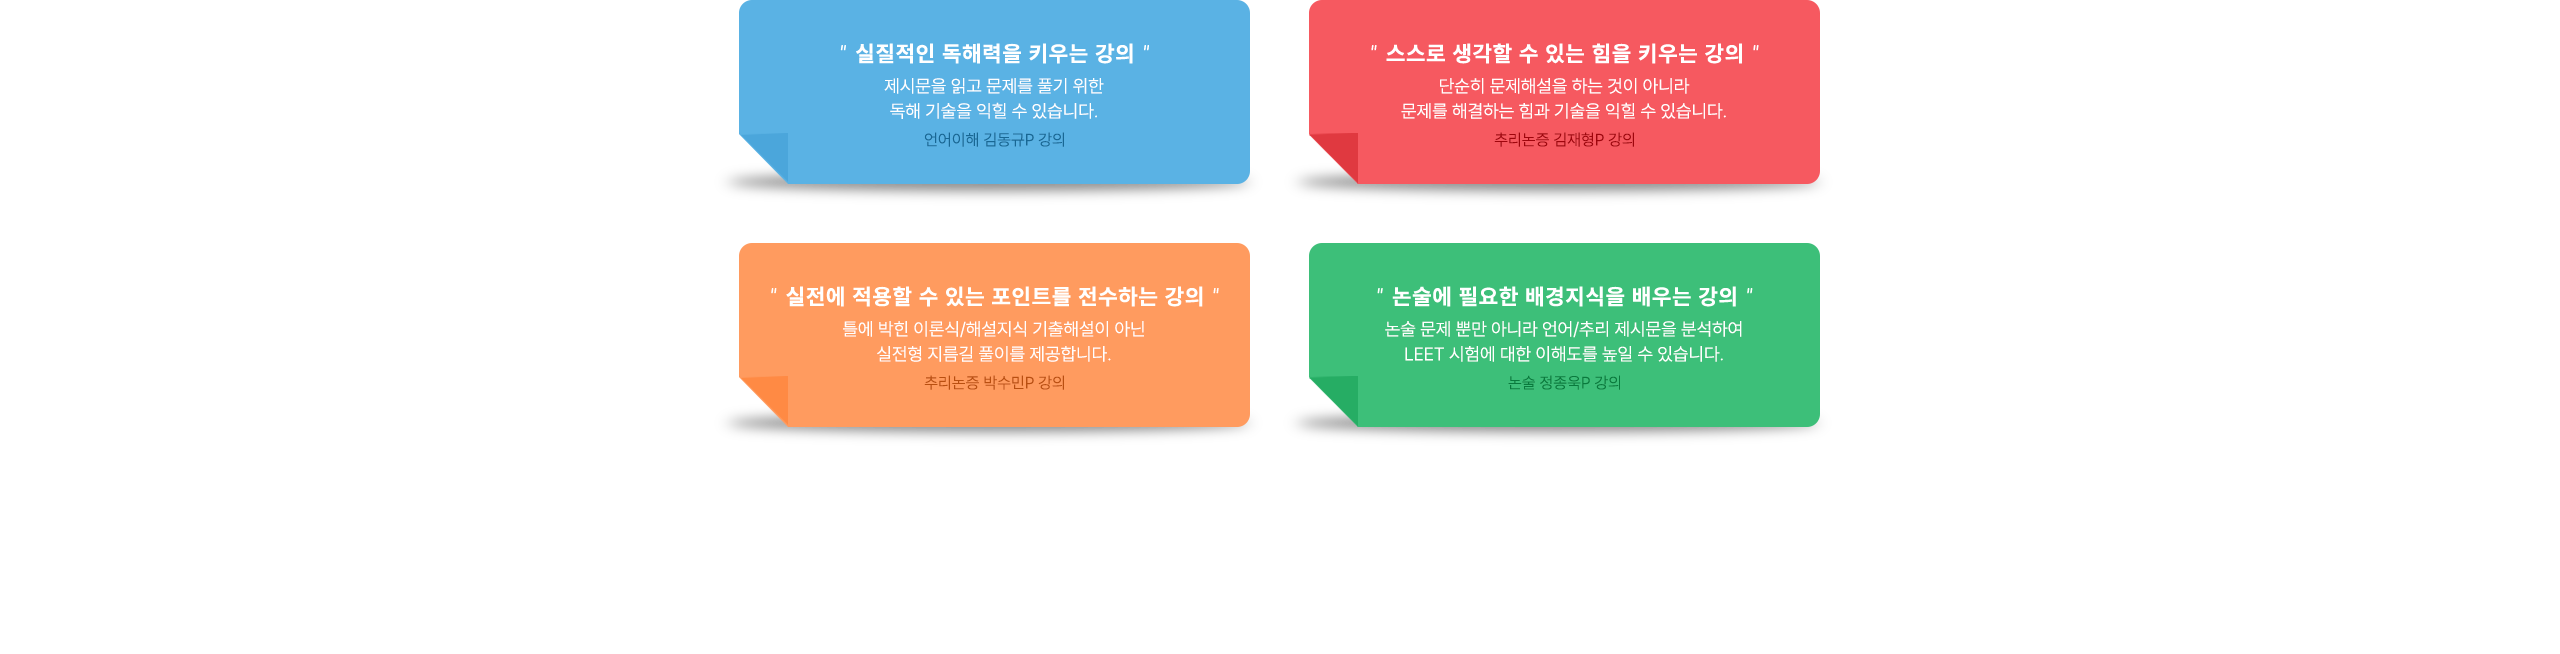 " 실질적인 독해력을 키우는 강의 "
제시문을 읽고 문제를 풀기 위한
독해 기술을 익힐 수 있습니다.
언어이해 김동규P 강의
" 스스로 생각할 수 있는 힘을 키우는 강의 "
단순히 문제해설을 하는 것이 아니라
문제를 해결하는 힘과 기술을 익힐 수 있습니다.
추리논증 김재형P 강의
" 실전에 적용할 수 있는 포인트를 전수하는 강의 "
틀에 박힌 이론식/해설지식 기출해설이 아닌
실전형 지름길 풀이를 제공합니다.
추리논증 박수민P 강의
" 논술에 필요한 배경지식을 배우는 강의 "
논술 문제 뿐만 아니라 언어/추리 제시문을 분석하여
LEET 시험에 대한 이해도를 높일 수 있습니다.
논술 정종욱P 강의